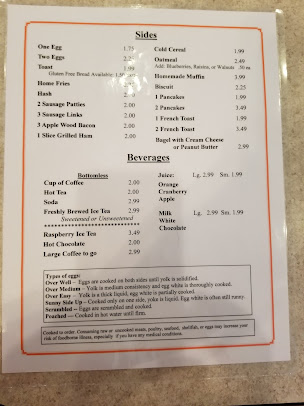 Sides
One Egg 1.75
Two Eggs 2.25
Toast 1.99
Gluten Free Bread Available: 1.50
Home Fries
Hash
2 Sausage Patties 2.00
3 Sausage Links 2.00
3 Apple Wood Bacon 2.00
1 Slice Grilled Ham 2.00
Cold Cereal 1.99
Oatmeal 2.49
Add: Blueberries, Raisins, or Walnuts .50 ea
Homemade Muffin 3.99
Biscuit 2.25
1 Pancakes 1.99
2 Pancakes 3.49
1 French Toast 1.99
2 French Toast 3.49
Bagel with Cream Cheese
or Peanut Butter 2.99
Beverages
Bottomless
Cup of Coffee 2.00
Hot Tea 2.00
Soda 2.99
Freshly Brewed Ice Tea 2.99
Sweetened or Unsweetened
Raspberry Ice Tea 3.49
Hot Chocolate 2.00
Large Coffee to go 2.99
Juice: Lg. 2.99 Sm. 1.99
Orange
Cranberry
Apple
Milk Lg. 2.99 Sm. 1.99
White
Chocolate
Types of eggs:
Over Well – Eggs are cooked on both sides until yolk is solidified.
Over Medium – Yolk is medium consistency and egg white is thoroughly cooked.
Over Easy – Yolk is a thick liquid, egg white is partially cooked.
Sunny Side Up – Cooked only on one side, yolk is liquid. Egg white is often still runny.
Scrambled – Eggs are scrambled and cooked.
Poached — Cooked in hot water until firm.
Cooked to order. Consuming raw or uncooked meats, poultry, seafood, shellfish, or eggs may increase your
risk of foodborne illness, especially if you have any medical conditions.